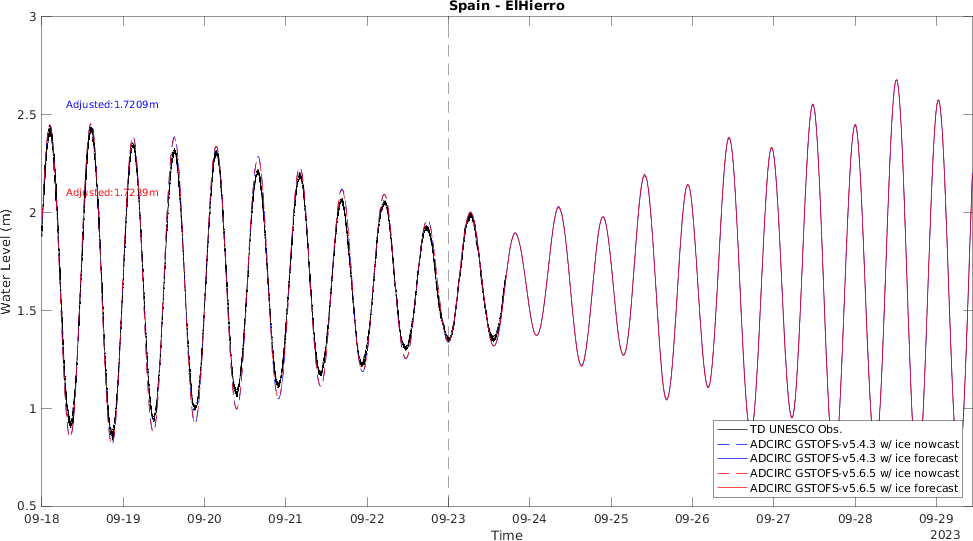 Spain - ElHierro
3
2.5
2
1.5
1
0.5
Water Level (m)
Adjusted:1.7209m
Adjusted:1.7239m
TD UNESCO Obs.
ADCIRC GSTOFS-v5.4.3 w/ ice nowcast
ADCIRC GSTOFS-v5.4.3 w/ ice forecast
ADCIRC GSTOFS-v5.6.5 w/ ice nowcast
ADCIRC GSTOFS-v5.6.5 w/ ice forecast
09-18 09-19 09-20 09-21 09-22 09-23 09-24 09-25 09-26 09-27 09-28 09-29
2023
Time